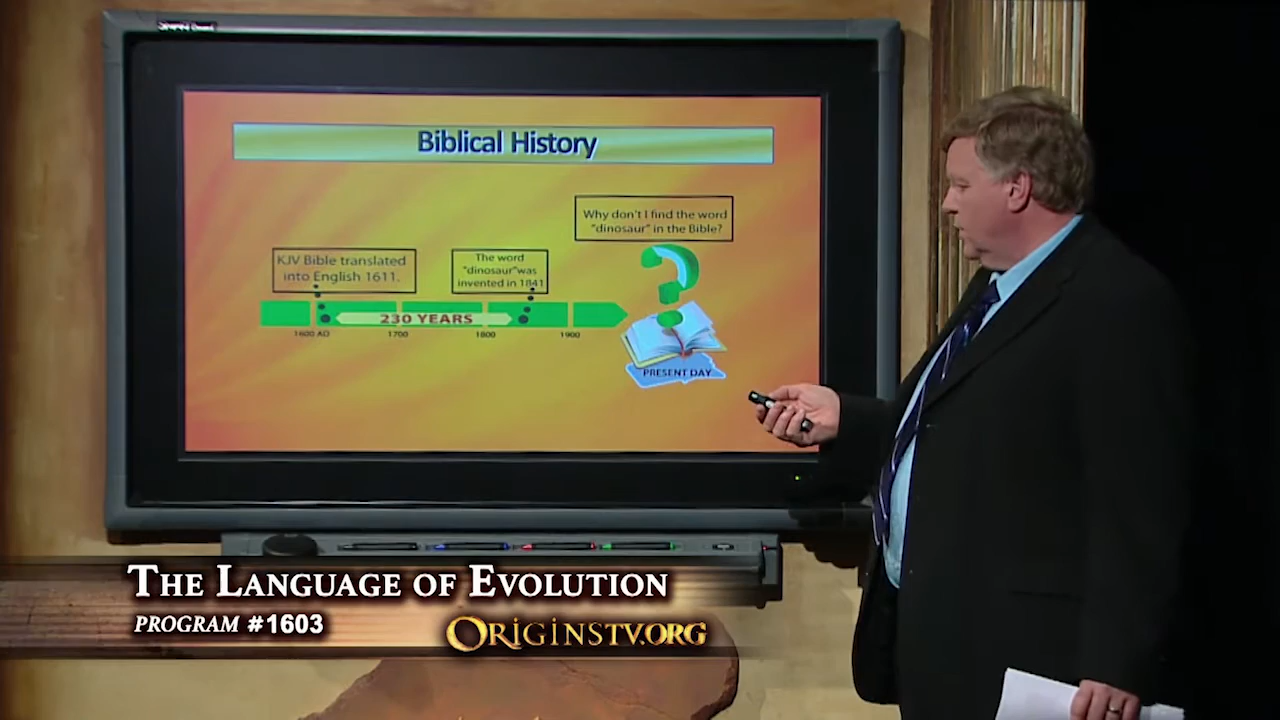 Biblical History
Why don't I find the word
"dinosaur" in the Bible?
KJV Bible translated
into English 1611.
The word
"dinosaur"was
invented in 1841
230 YEARS
1600 AD
1700
1800
1900
PRESENT DAY
THE LANGUAGE OF EVOLUTION
PROGRAM #1603
ORIGINSTV.ORG